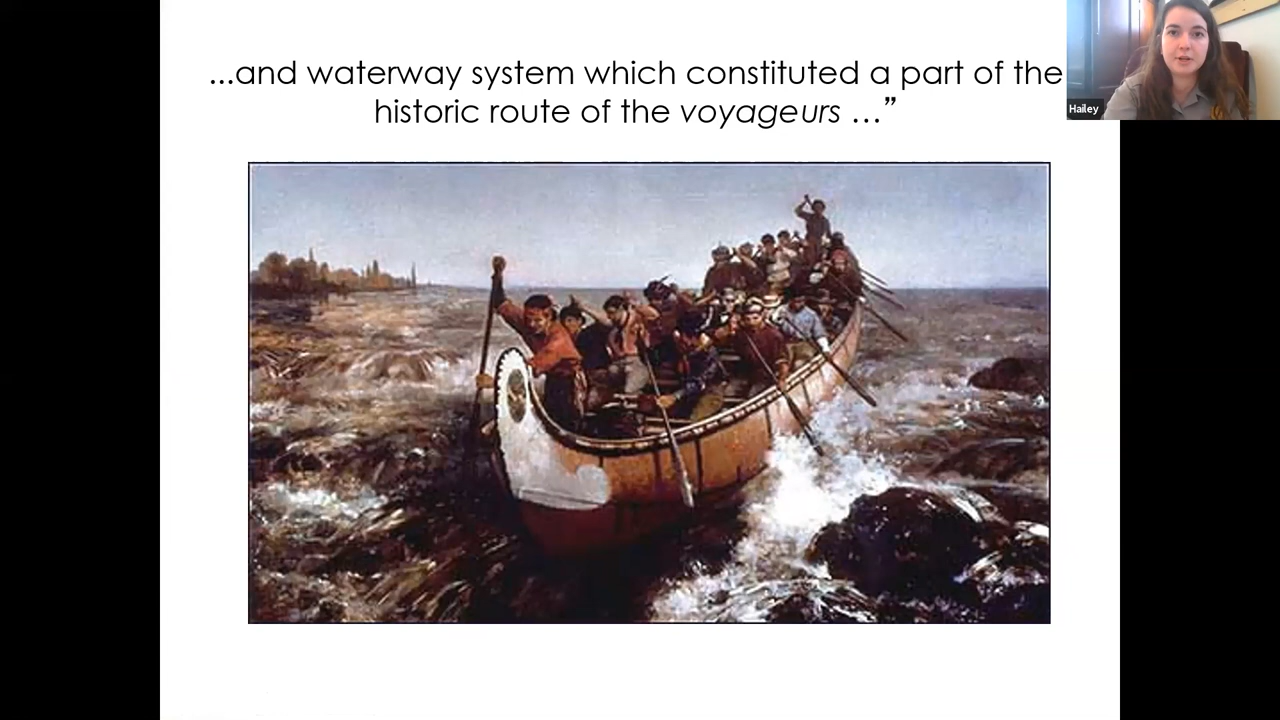 ...and waterway system which constituted a part of the
historic route of the voyageurs …”
Hailey